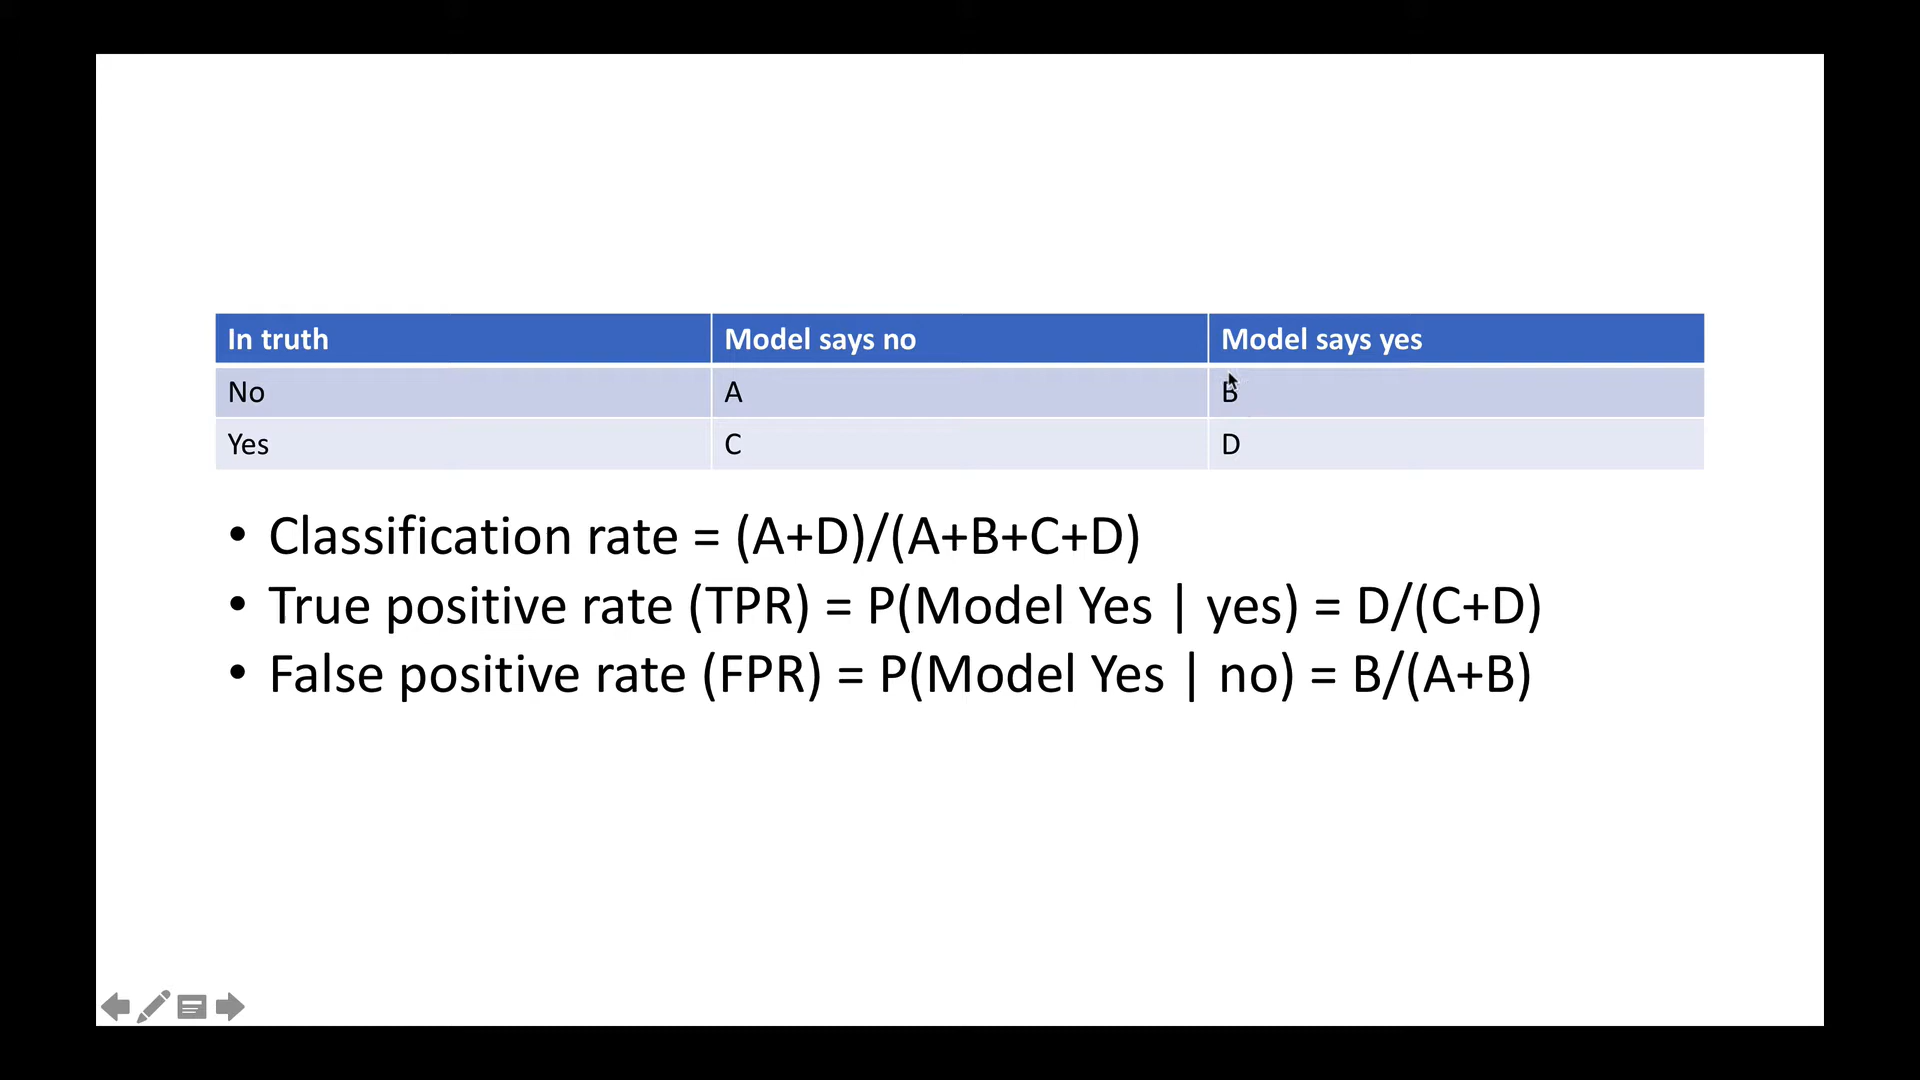 In truth Model says no Model says yes
No A B
Yes C D
• Classification rate = (A+D)/(A+B+C+D)
• True positive rate (TPR) = P(Model Yes | yes) = D/(C+D)
• False positive rate (FPR) = P(Model Yes | no) = B/(A+B)